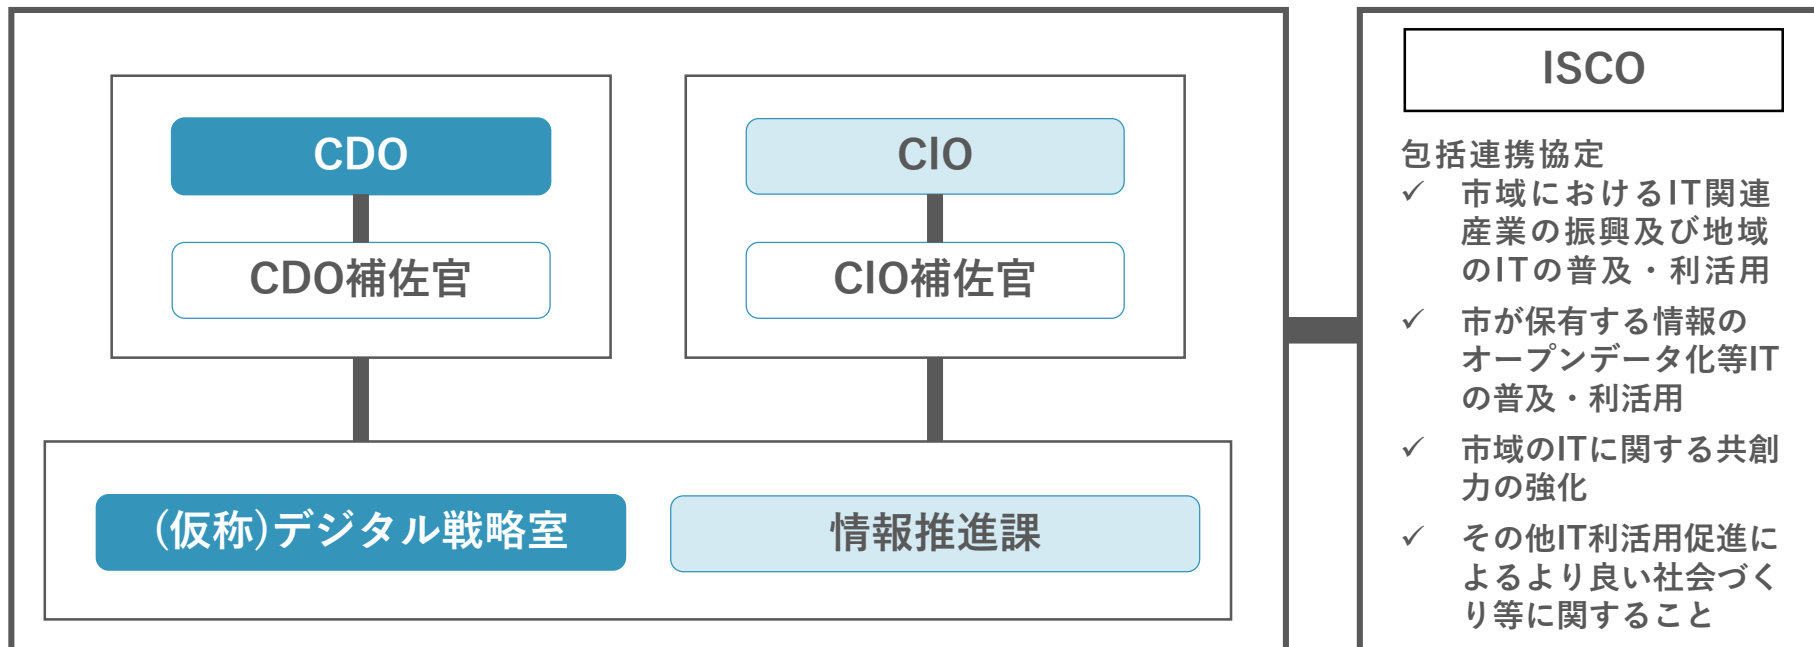 CDO
CDO補佐官
CIO
CIO補佐官
(仮称)デジタル戦略室
情報推進課
ISCO
包括連携協定
✓ 市域におけるIT関連
産業の振興及び地域
のITの普及・利活用
✓ 市が保有する情報の
オープンデータ化等IT
の普及・利活用
✓ 市域のITに関する共創
力の強化
✓ その他IT利活用促進に
よるより良い社会づく
り等に関すること